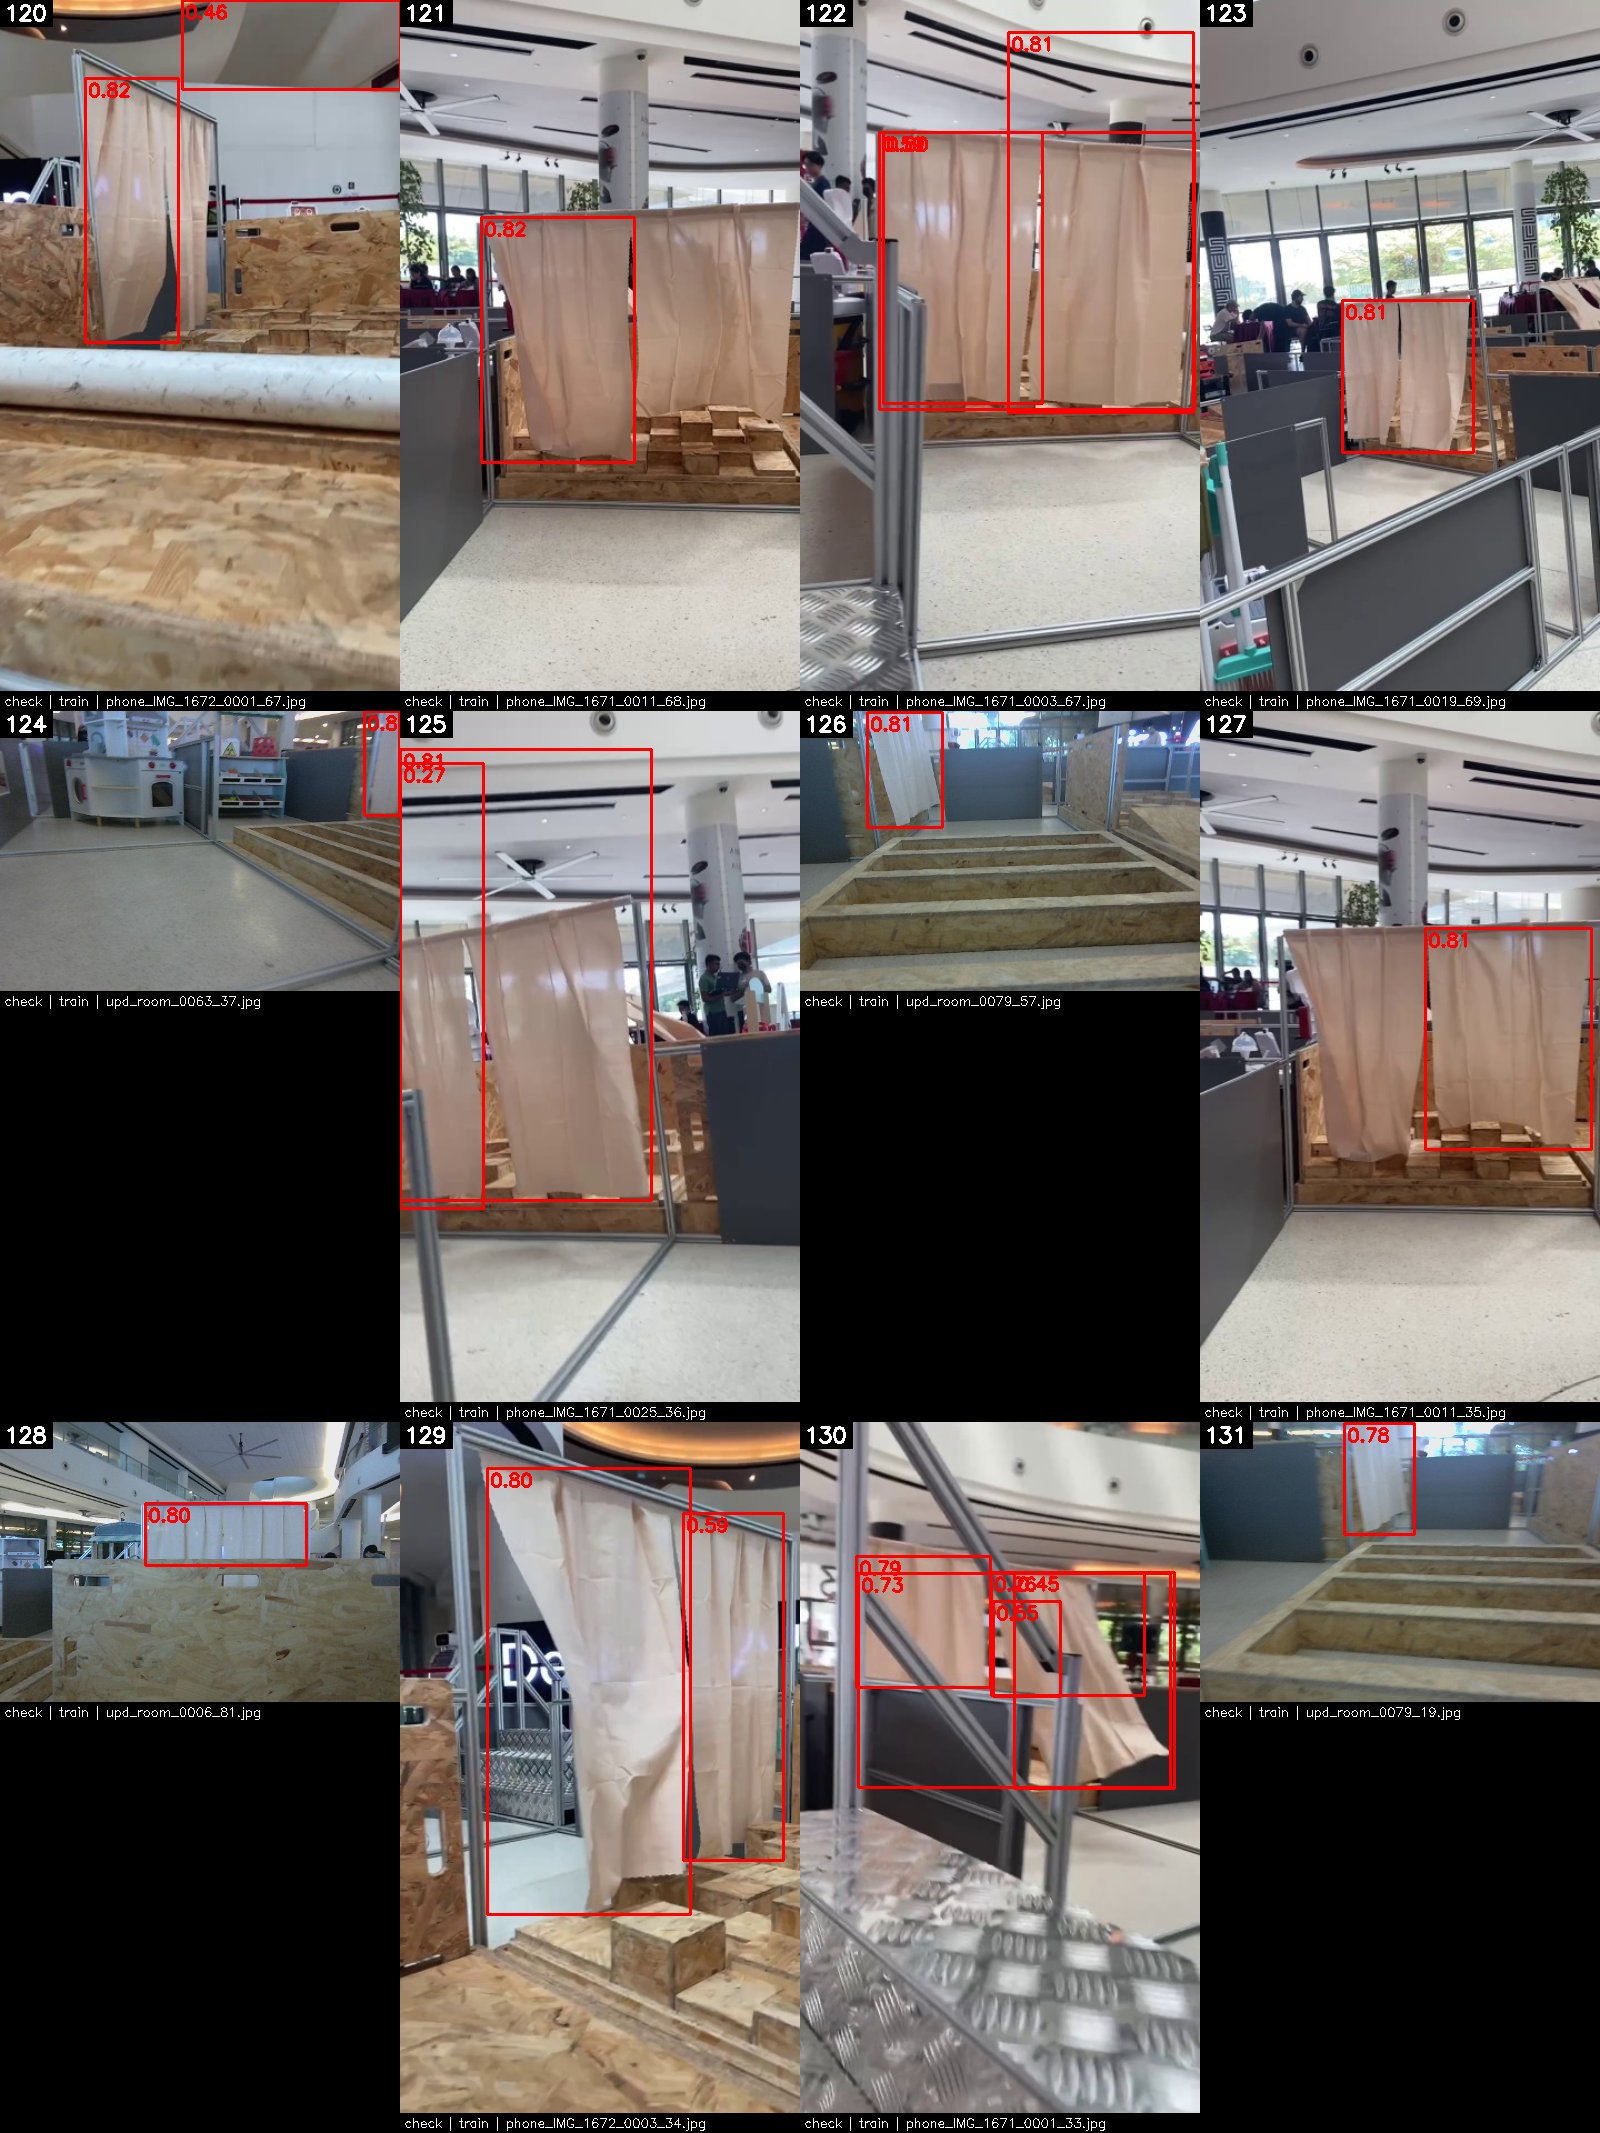 120
0.46
0.82
check | train | phone_IMG_1672_0001_67.jpg
121
0.82
check | train | phone_IMG_1671_0011_68.jpg
122
0.81
check | train | phone_IMG_1671_0003_67.jpg
123
0.81
check | train | phone_IMG_1671_0019_69.jpg
124
0.8
check | train | upd_room_0063_37.jpg
125
0.81
0.27
check | train | phone_IMG_1671_0025_36.jpg
126
0.81
check | train | upd_room_0079_57.jpg
127
0.81
check | train | phone_IMG_1671_0011_35.jpg
128
0.80
check | train | upd_room_0006_81.jpg
129
0.80
0.59
De
check | train | phone_IMG_1672_0003_34.jpg
130
0.79
0.73
check | train | phone_IMG_1671_0001_33.jpg
131
0.78
check | train | upd_room_0079_19.jpg